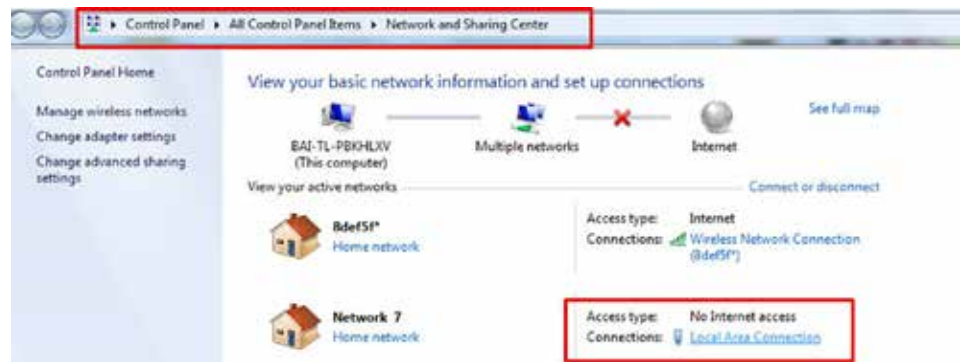 Control Panel ▸ All Control Panel Items ▸ Network and Sharing Center
Control Panel Home
Manage wireless networks
Change adapter settings
Change advanced sharing
settings
View your basic network information and set up connections
See full map
BAI-TL-PBKHLXV
(This computer)
Multiple networks
Internet
View your active networks
Connect or disconnect
8def5f*
Home network
Access type: Internet
Connections: Wireless Network Connection
(8def5f*)
Network 7
Home network
Access type: No Internet access
Connections: Local Area Connection